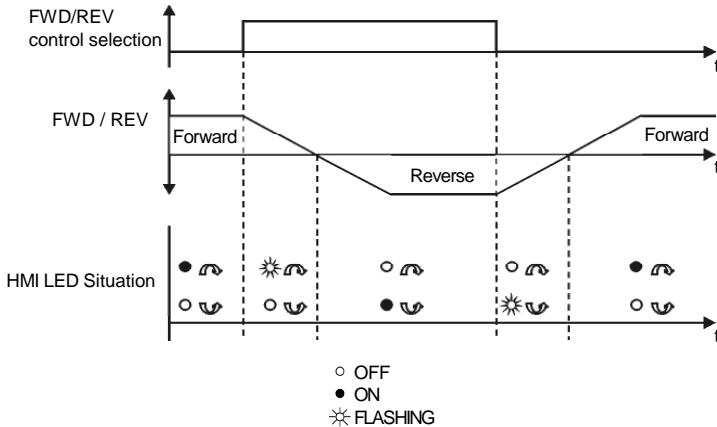 FWD/REV
control selection
t
FWD / REV
Forward
Forward
Reverse
t
HMI LED Situation
t
OFF
ON
FLASHING